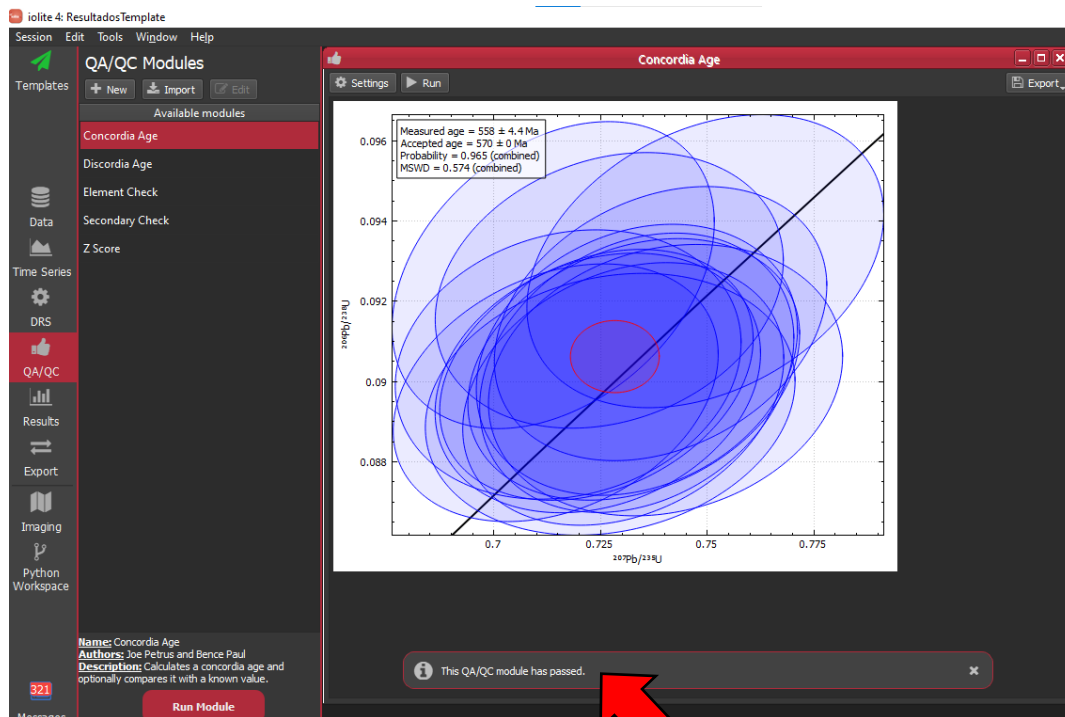 iolite 4: ResultadosTemplate
Session Edit Tools Window Help
Templates
Data
Time Series
DRS
QA/QC
Results
Export
Imaging
Python
Workspace
321
QA/QC Modules
New Import Edit
Available modules
Concordia Age
Discordia Age
Element Check
Secondary Check
Z Score
Name: Concordia Age
Authors: Joe Petrus and Bence Paul
Description: Calculates a concordia age and
optionally compares it with a known value.
Run Module
Concordia Age
Settings Run Export
Measured age = 558 ± 4.4 Ma
Accepted age = 570 ± 0 Ma
Probability = 0.965 (combined)
MSWD = 0.574 (combined)
0.096
0.094
0.092
0.09
0.088
²⁰⁶Pb/²³⁸U
0.7 0.725 0.75 0.775
²⁰⁷Pb/²³⁵U
This QA/QC module has passed.